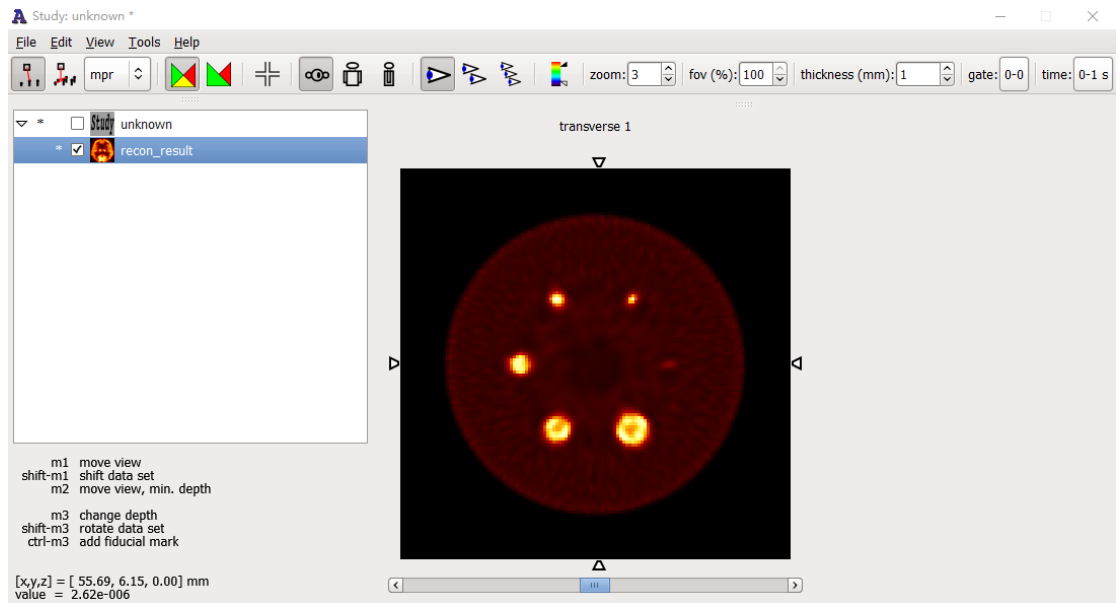 Study: unknown *
File Edit View Tools Help
mpr zoom: 3 fov (%): 100 thickness (mm): 1 gate: 0-0 time: 0-1 s
* Study unknown
* recon_result
transverse 1
m1 move view
shift-m1 shift data set
m2 move view, min. depth
m3 change depth
shift-m3 rotate data set
ctrl-m3 add fiducial mark
[x,y,z] = [ 55.69, 6.15, 0.00] mm
value = 2.62e-006